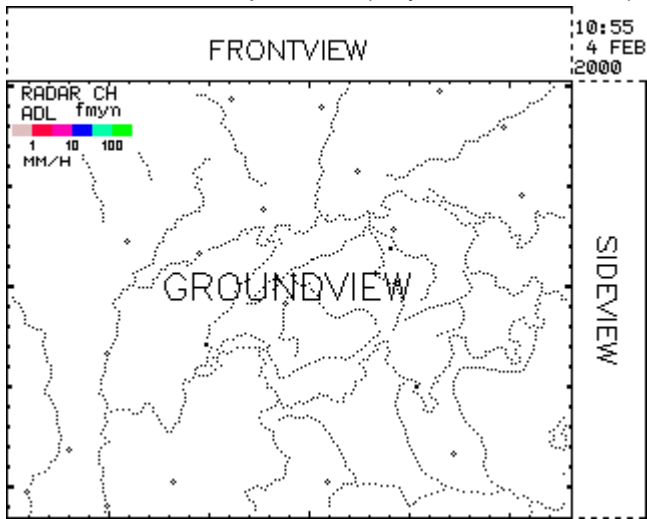 FRONTVIEW
10:55
4 FEB
2000
RADAR CH
ADL fmyn
1 10 100
MM/H
GROUNDVIEW
SIDEVIEW